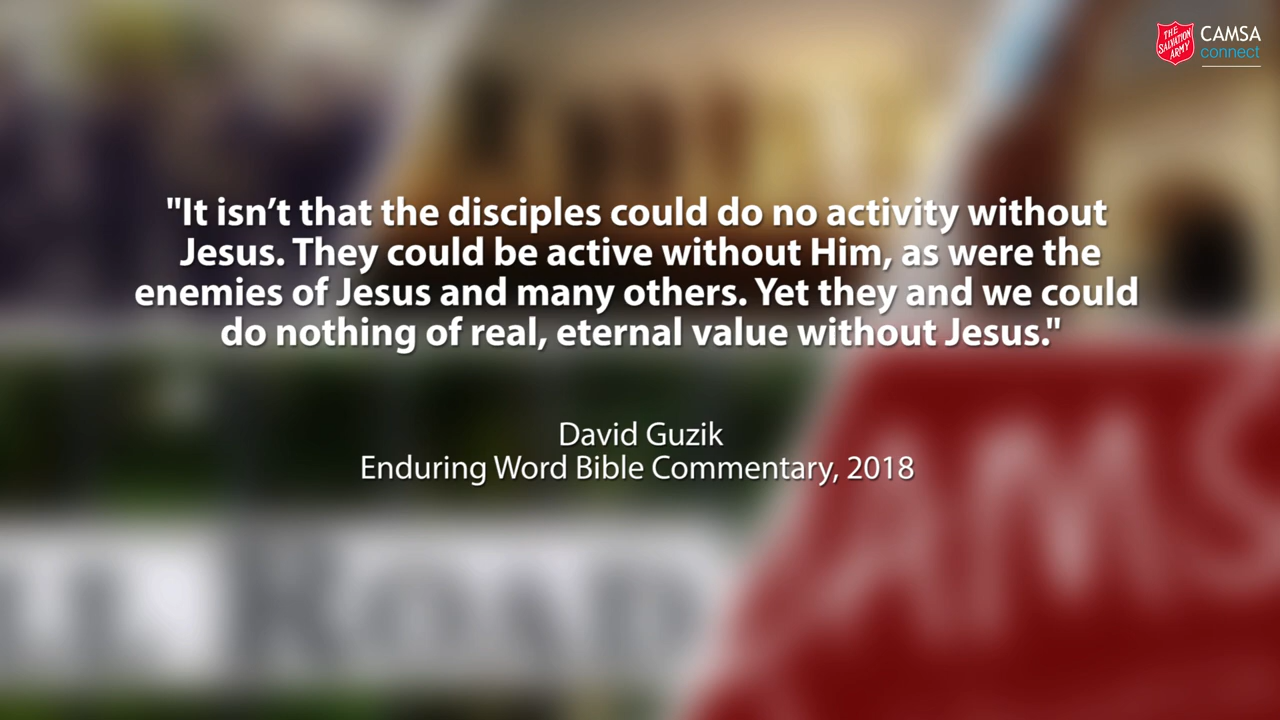 THE
SALVATION
ARMY
CAMSA
connect
"It isn’t that the disciples could do no activity without
Jesus. They could be active without Him, as were the
enemies of Jesus and many others. Yet they and we could
do nothing of real, eternal value without Jesus."
David Guzik
Enduring Word Bible Commentary, 2018